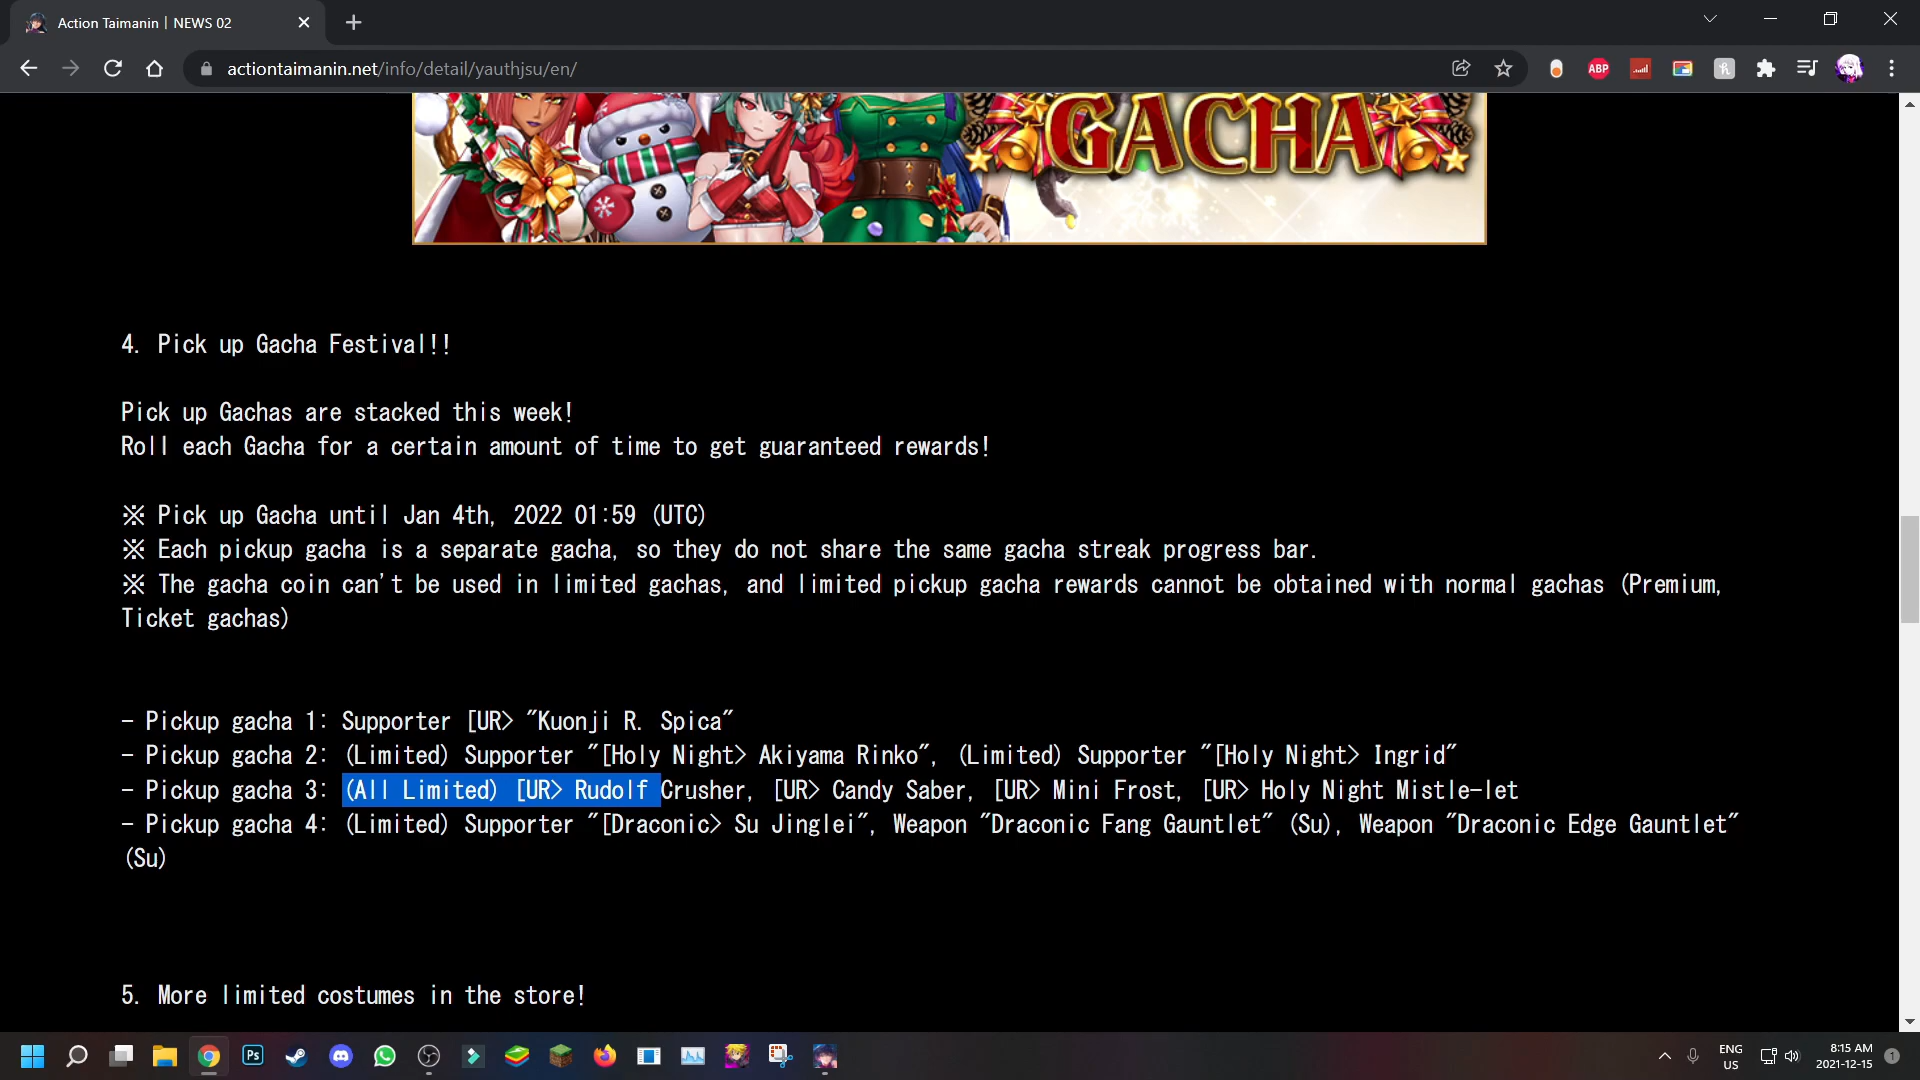 Action Taimanin | NEWS 02
actiontaimanin.net/info/detail/yauthjsu/en/
ABP
GACHA
4. Pick up Gacha Festival!!
Pick up Gachas are stacked this week!
Roll each Gacha for a certain amount of time to get guaranteed rewards!
※ Pick up Gacha until Jan 4th, 2022 01:59 (UTC)
※ Each pickup gacha is a separate gacha, so they do not share the same gacha streak progress bar.
※ The gacha coin can't be used in limited gachas, and limited pickup gacha rewards cannot be obtained with normal gachas (Premium,
Ticket gachas)
- Pickup gacha 1: Supporter [UR> "Kuonji R. Spica"
- Pickup gacha 2: (Limited) Supporter "[Holy Night> Akiyama Rinko", (Limited) Supporter "[Holy Night> Ingrid"
- Pickup gacha 3: (All Limited) [UR> Rudolf Crusher, [UR> Candy Saber, [UR> Mini Frost, [UR> Holy Night Mistle-let
- Pickup gacha 4: (Limited) Supporter "[Draconic> Su Jinglei", Weapon "Draconic Fang Gauntlet" (Su), Weapon "Draconic Edge Gauntlet"
(Su)
5. More limited costumes in the store!
Ps
ENG
US
8:15 AM
2021-12-15
1